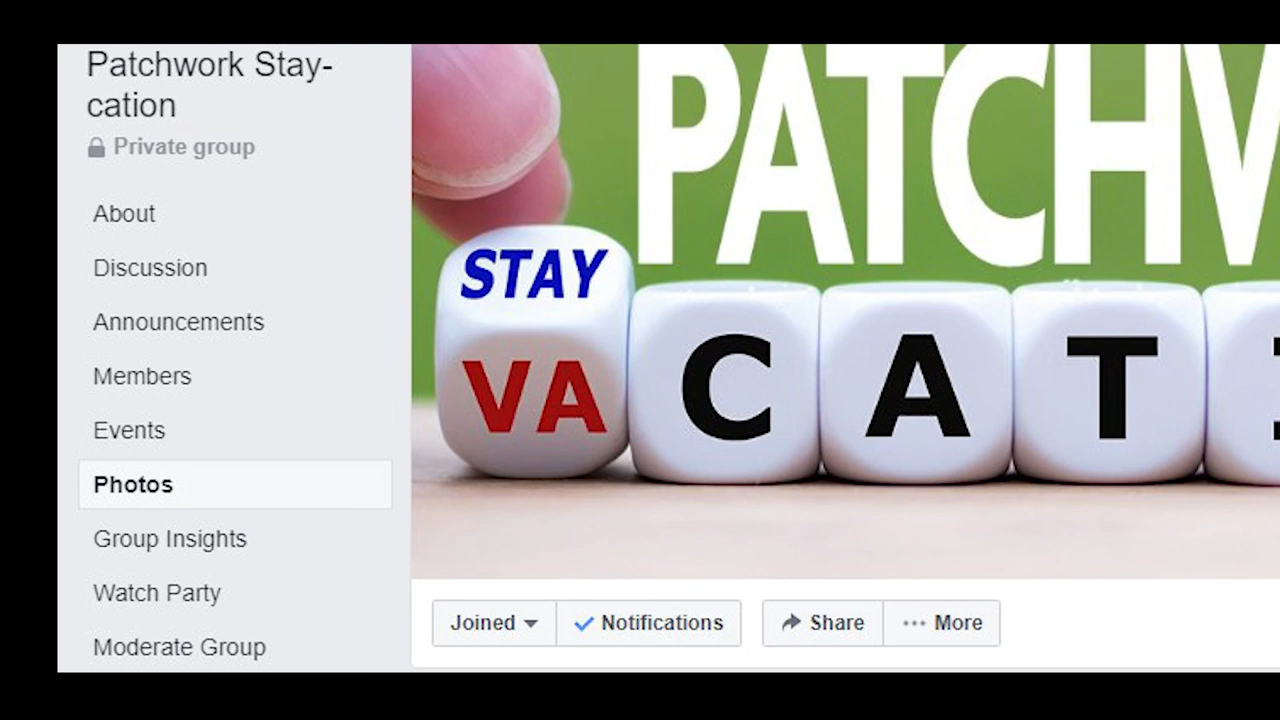 Patchwork Stay-
cation
Private group
About
Discussion
Announcements
Members
Events
Photos
Group Insights
Watch Party
Moderate Group
PATCHW
STAY
VA C A T I
Joined
Notifications
Share
More